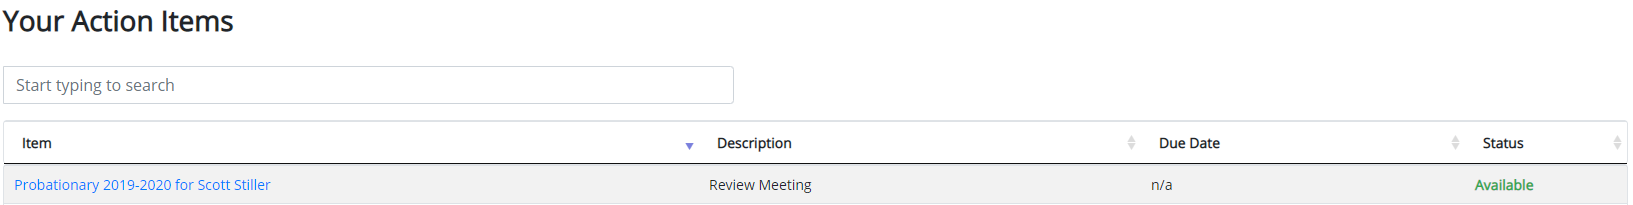 Your Action Items
Start typing to search
Item Description Due Date Status
Probationary 2019-2020 for Scott Stiller Review Meeting n/a Available